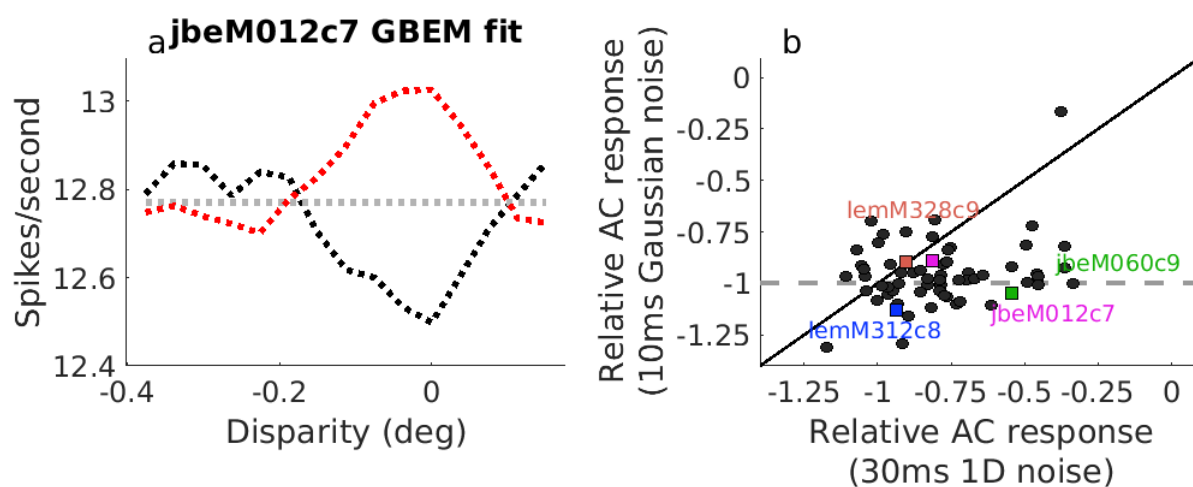 a jbeM012c7 GBEM fit
Spikes/second
13
12.8
12.6
12.4
-0.4
-0.2
0
Disparity (deg)
b
Relative AC response
(10ms Gaussian noise)
0
-0.25
-0.5
-0.75
-1
-1.25
lemM328c9
jbeM060c9
jbeM012c7
lemM312c8
-1.25
-1
-0.75
-0.5
-0.25
0
Relative AC response
(30ms 1D noise)